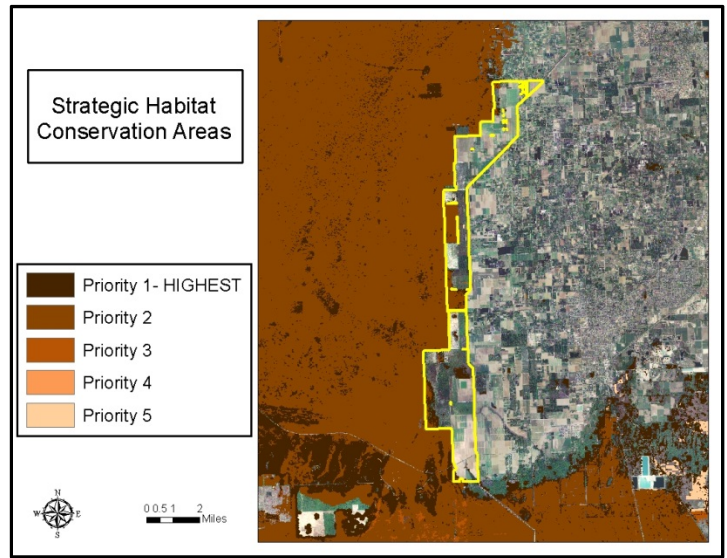 Strategic Habitat
Conservation Areas
Priority 1- HIGHEST
Priority 2
Priority 3
Priority 4
Priority 5
N
W E
S
0 0.5 1 2
Miles